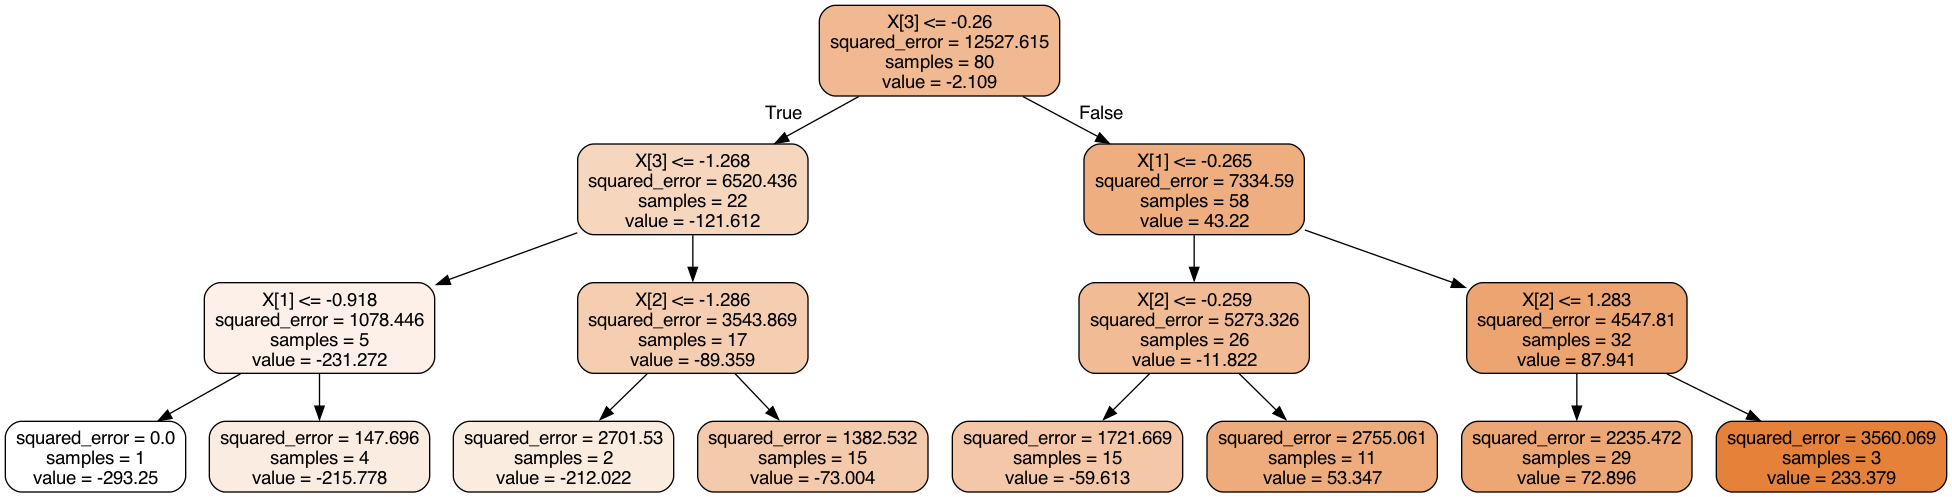 X[3] <= -0.26
squared_error = 12527.615
samples = 80
value = -2.109
True
False
X[3] <= -1.268
squared_error = 6520.436
samples = 22
value = -121.612
X[1] <= -0.265
squared_error = 7334.59
samples = 58
value = 43.22
X[1] <= -0.918
squared_error = 1078.446
samples = 5
value = -231.272
X[2] <= -1.286
squared_error = 3543.869
samples = 17
value = -89.359
X[2] <= -0.259
squared_error = 5273.326
samples = 26
value = -11.822
X[2] <= 1.283
squared_error = 4547.81
samples = 32
value = 87.941
squared_error = 0.0
samples = 1
value = -293.25
squared_error = 147.696
samples = 4
value = -215.778
squared_error = 2701.53
samples = 2
value = -212.022
squared_error = 1382.532
samples = 15
value = -73.004
squared_error = 1721.669
samples = 15
value = -59.613
squared_error = 2755.061
samples = 11
value = 53.347
squared_error = 2235.472
samples = 29
value = 72.896
squared_error = 3560.069
samples = 3
value = 233.379